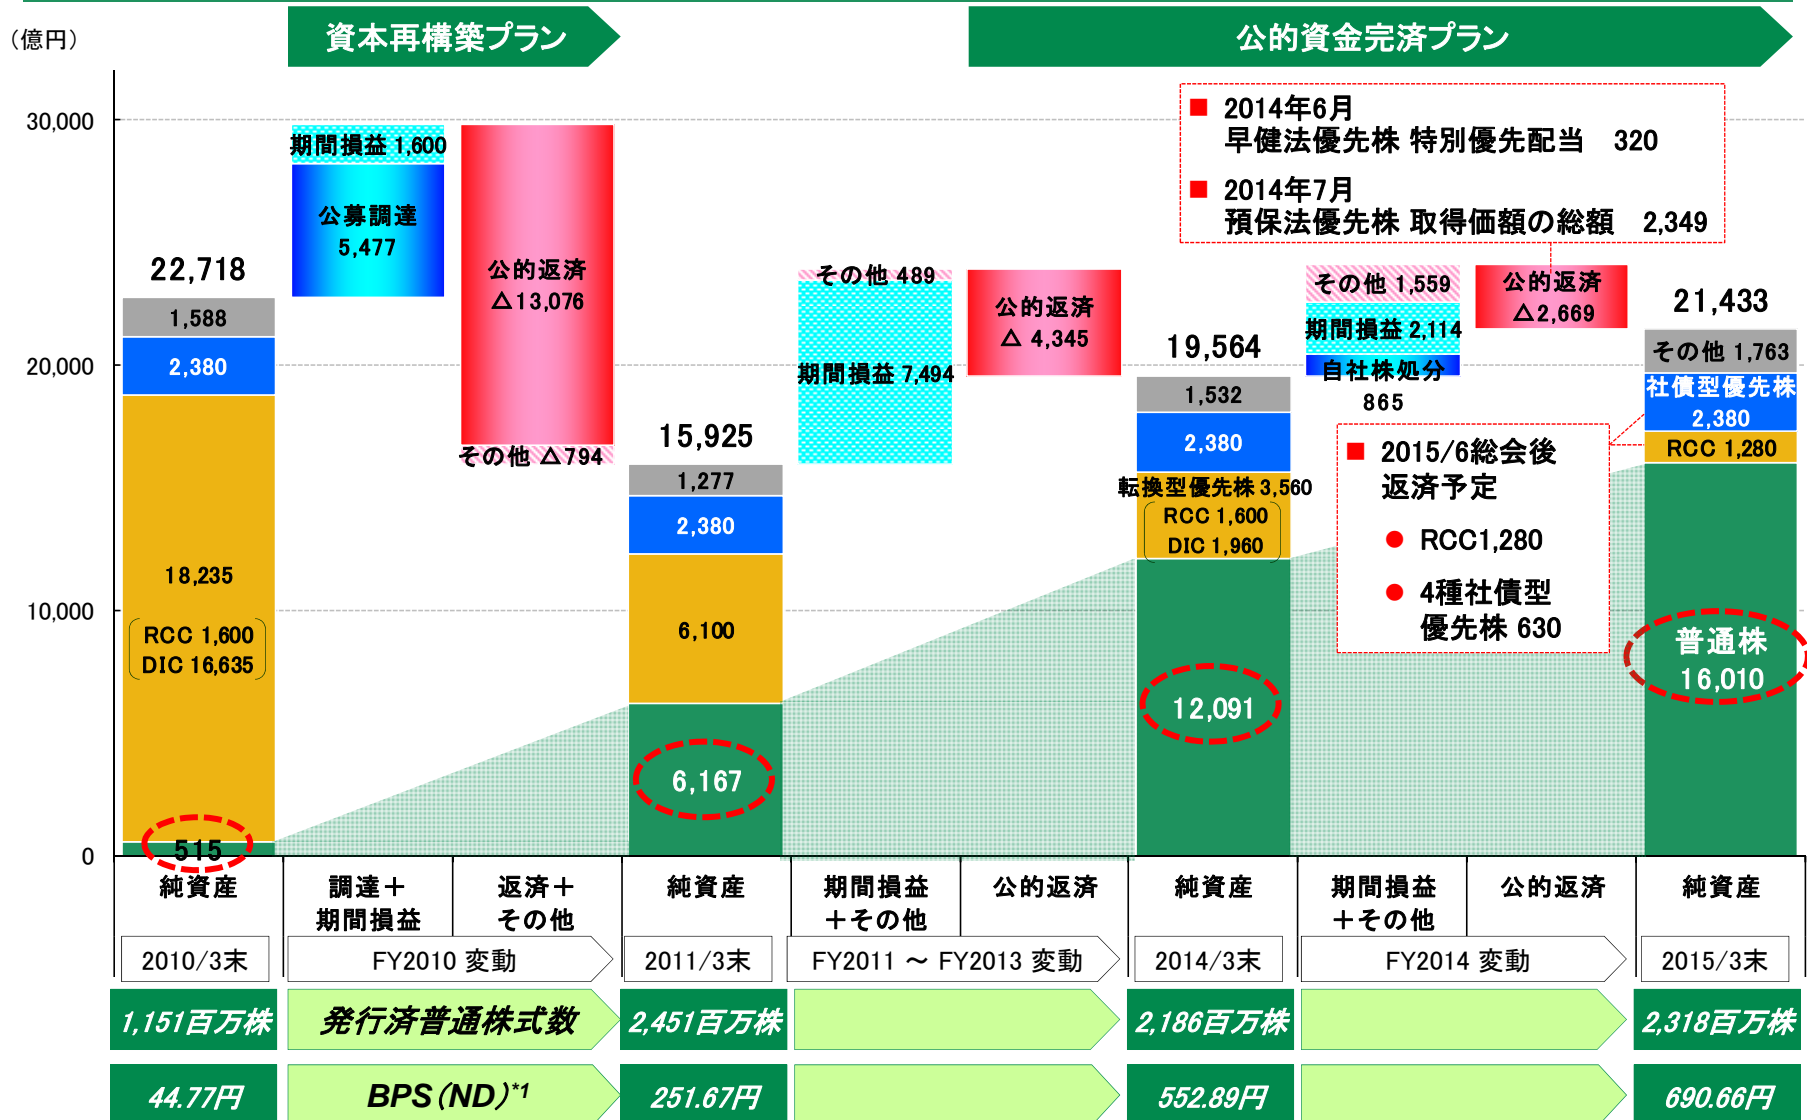 （億円）
資本再構築プラン
公的資金完済プラン
30,000
20,000
10,000
0
22,718
1,588
2,380
18,235
RCC 1,600
DIC 16,635
515
期間損益 1,600
公募調達
5,477
公的返済
△13,076
その他 △794
15,925
1,277
2,380
6,100
6,167
その他 489
期間損益 7,494
公的返済
△ 4,345
19,564
1,532
2,380
転換型優先株 3,560
RCC 1,600
DIC 1,960
12,091
■ 2014年6月
早健法優先株 特別優先配当 320
■ 2014年7月
預保法優先株 取得価額の総額 2,349
その他 1,559
期間損益 2,114
自社株処分
865
公的返済
△2,669
■ 2015/6総会後
返済予定
● RCC1,280
● 4種社債型
優先株 630
21,433
その他 1,763
社債型優先株
2,380
RCC 1,280
普通株
16,010
純資産
調達＋
期間損益
返済＋
その他
純資産
期間損益
＋その他
公的返済
純資産
期間損益
＋その他
公的返済
純資産
2010/3末
FY2010 変動
2011/3末
FY2011 ～ FY2013 変動
2014/3末
FY2014 変動
2015/3末
1,151百万株
発行済普通株式数
2,451百万株
2,186百万株
2,318百万株
44.77円
BPS（ND）*1
251.67円
552.89円
690.66円